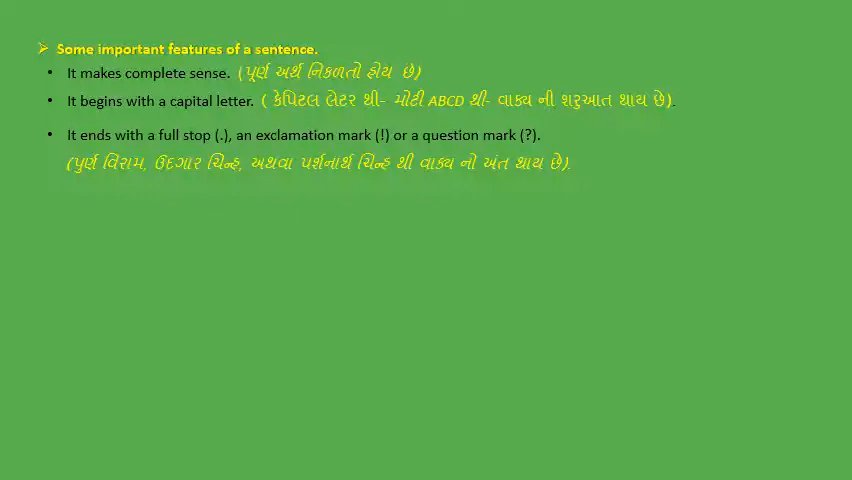 ➢ Some important features of a sentence.
• It makes complete sense. (પૂર્ણ અર્થ નિકળતો હોય છે)
• It begins with a capital letter. ( કેપિટલ લેટર થી- મોટી ABCD થી- વાક્ય ની શરુઆત થાય છે).
• It ends with a full stop (.), an exclamation mark (!) or a question mark (?).
(પુર્ણ વિરામ, ઉદગાર ચિન્હ, અથવા પર્શનાર્થ ચિન્હ થી વાક્ય નો અંત થાય છે).